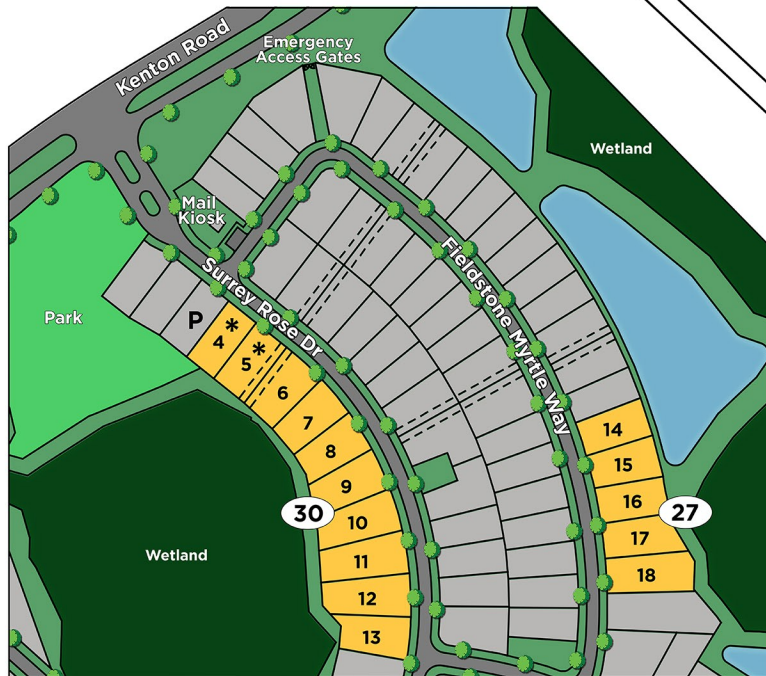 Kenton Road
Emergency
Access Gates
Wetland
Mail
Kiosk
Surrey Rose Dr
Fieldstone Myrtle Way
Park
P
*
4
*
5
6
7
8
9
10
11
12
13
30
14
15
16
17
18
27
Wetland